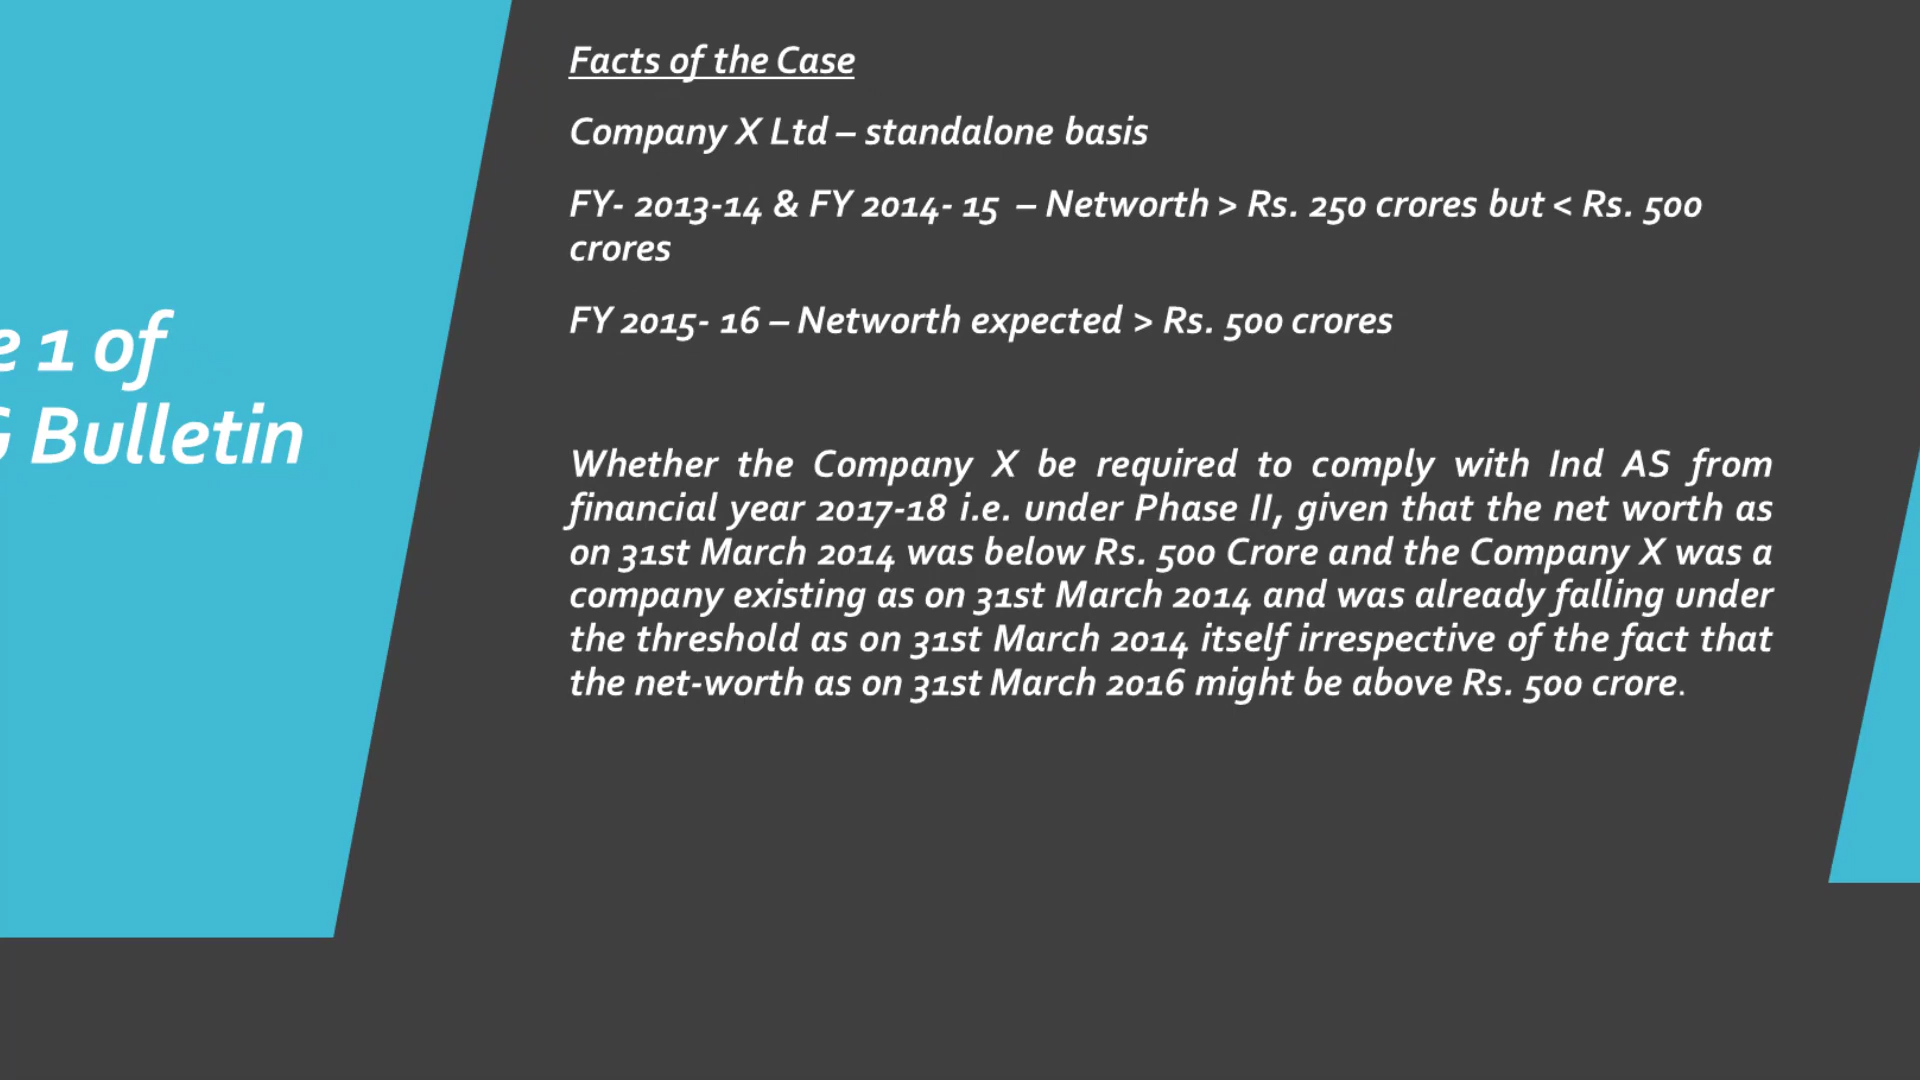 Facts of the Case
Company X Ltd – standalone basis
FY- 2013-14 & FY 2014- 15 – Networth > Rs. 250 crores but < Rs. 500
crores
FY 2015- 16 – Networth expected > Rs. 500 crores
1 of
Bulletin
Whether the Company X be required to comply with Ind AS from
financial year 2017-18 i.e. under Phase II, given that the net worth as
on 31st March 2014 was below Rs. 500 Crore and the Company X was a
company existing as on 31st March 2014 and was already falling under
the threshold as on 31st March 2014 itself irrespective of the fact that
the net-worth as on 31st March 2016 might be above Rs. 500 crore.